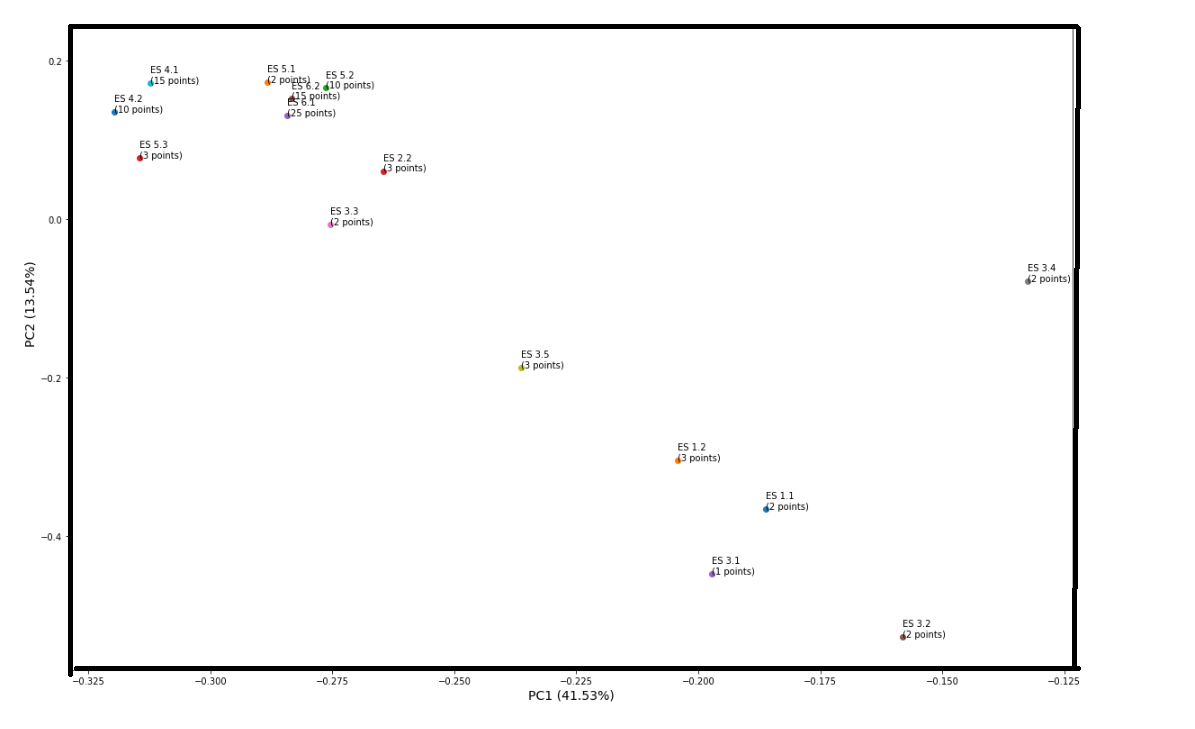 0.2
0.0
−0.2
−0.4
PC2 (13.54%)
ES 4.1
(15 points)
ES 4.2
(10 points)
ES 5.3
(3 points)
ES 5.1
(2 points)
ES 5.2
(10 points)
ES 6.2
(15 points)
ES 6.1
(25 points)
ES 2.2
(3 points)
ES 3.3
(2 points)
ES 3.4
(2 points)
ES 3.5
(3 points)
ES 1.2
(3 points)
ES 1.1
(2 points)
ES 3.1
(1 points)
ES 3.2
(2 points)
−0.325 −0.300 −0.275 −0.250 −0.225 −0.200 −0.175 −0.150 −0.125
PC1 (41.53%)